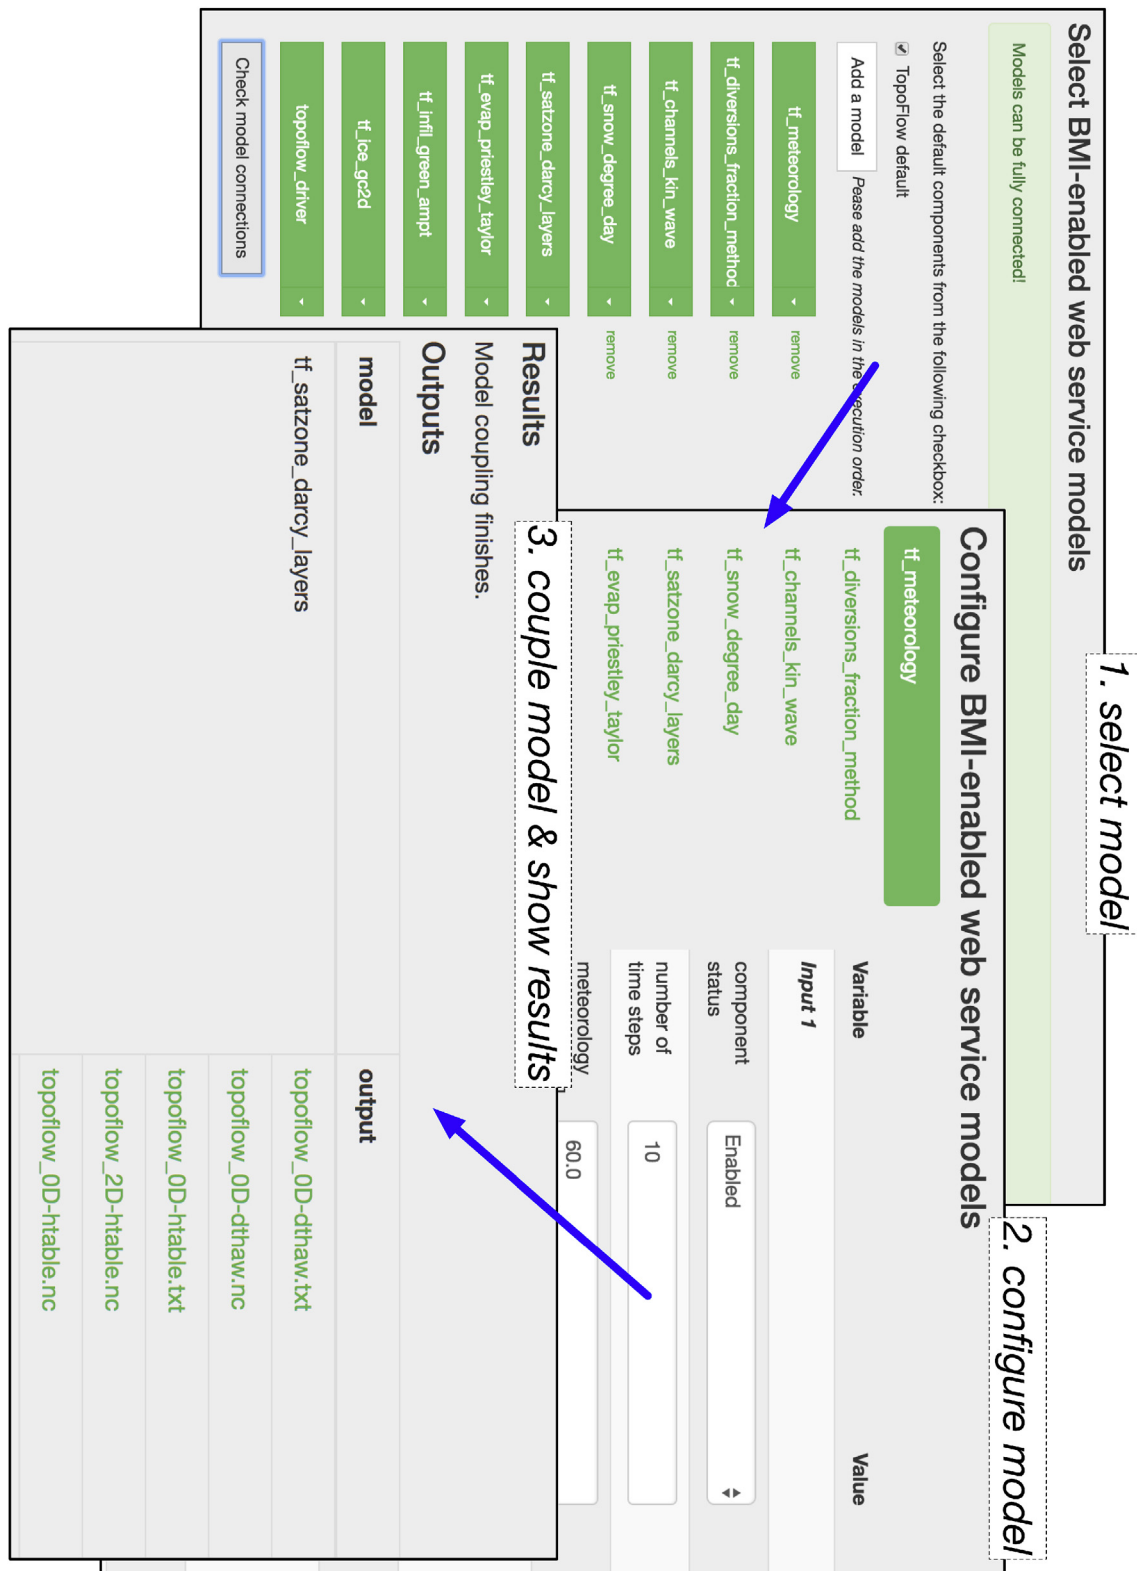 1. select model
Select BMI-enabled web service models
Models can be fully connected!
Select the default components from the following checkbox:
TopoFlow default
Add a model
Pease add the models in the execution order.
tf_meteorology
remove
tf_diversions_fraction_method
remove
tf_channels_kin_wave
remove
tf_snow_degree_day
remove
tf_satzone_darcy_layers
tf_evap_priestley_taylor
tf_infil_green_ampt
tf_ice_gc2d
topoflow_driver
Check model connections
2. configure model
Configure BMI-enabled web service models
tf_meteorology
tf_diversions_fraction_method
tf_channels_kin_wave
tf_snow_degree_day
tf_satzone_darcy_layers
tf_evap_priestley_taylor
Variable
Value
Input 1
component
status
Enabled
number of
time steps
10
meteorology
60.0
3. couple model & show results
Results
Model coupling finishes.
Outputs
model
output
tf_satzone_darcy_layers
topoflow_0D-dthaw.txt
topoflow_0D-dthaw.nc
topoflow_0D-htable.txt
topoflow_2D-htable.nc
topoflow_0D-htable.nc